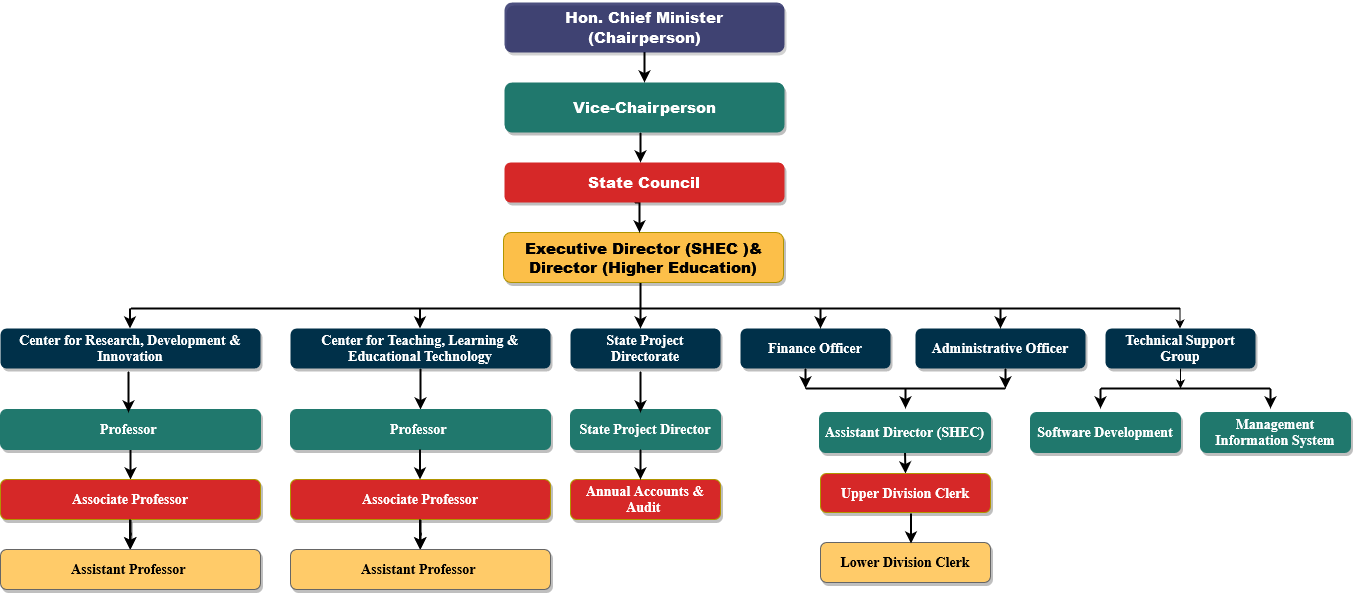 Hon. Chief Minister
(Chairperson)
Vice-Chairperson
State Council
Executive Director (SHEC )&
Director (Higher Education)
Center for Research, Development &
Innovation
Center for Teaching, Learning &
Educational Technology
State Project
Directorate
Finance Officer
Administrative Officer
Technical Support
Group
Professor
Professor
State Project Director
Assistant Director (SHEC)
Software Development
Management
Information System
Associate Professor
Associate Professor
Annual Accounts &
Audit
Upper Division Clerk
Assistant Professor
Assistant Professor
Lower Division Clerk